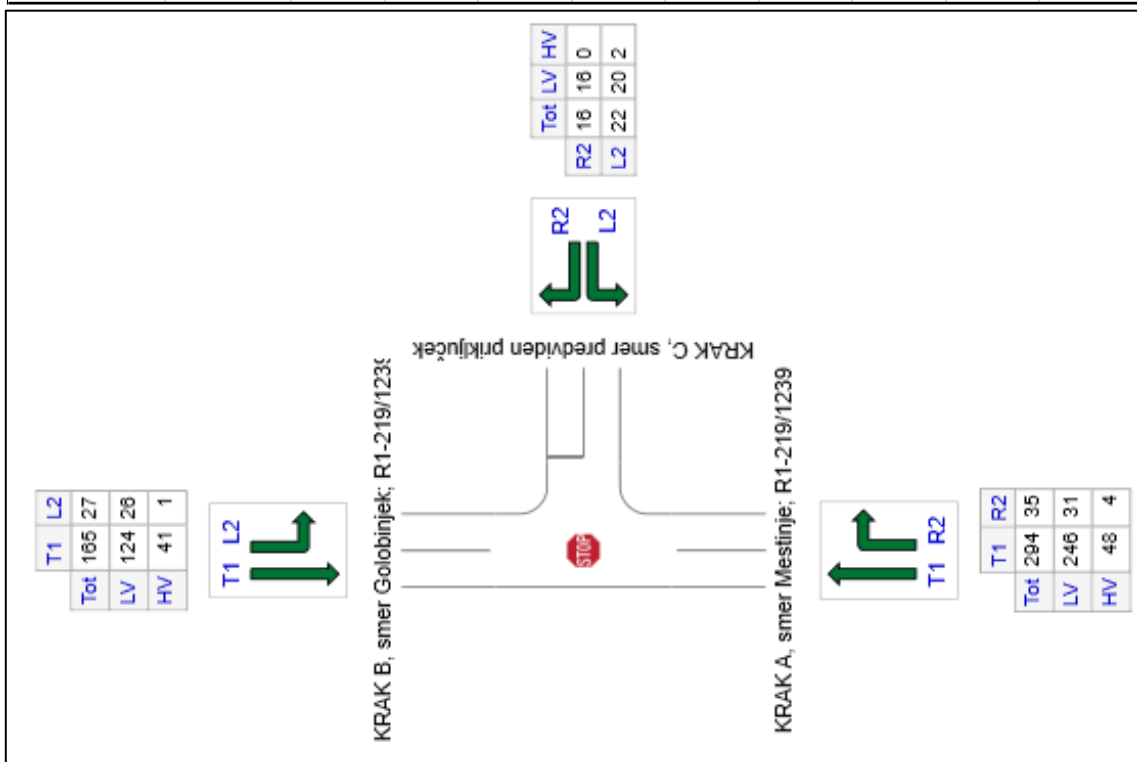 Tot LV HV
R2 16 16 0
L2 22 20 2
R2
L2
KRAK C, smer predviden priključek
T1 L2
Tot 165 27
LV 124 26
HV 41 1
T1 L2
KRAK B, smer Golobinjek; R1-219/1239
STOP
KRAK A, smer Mestinje; R1-219/1239
T1 R2
T1 R2
Tot 294 35
LV 246 31
HV 48 4